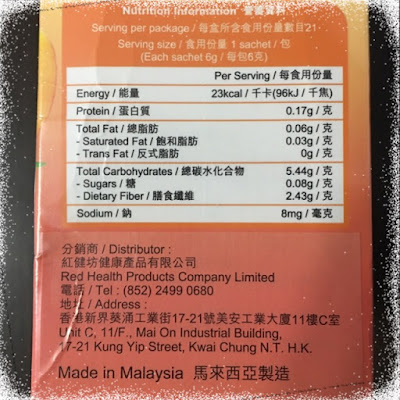 Nutrition Information 營養資料
Serving per package / 每盒所含食用份量數目21
Serving size / 食用份量 1 sachet / 包
(Each sachet 6g / 每包6克)
Per Serving / 每食用份量
Energy / 能量 23kcal / 千卡(96kJ / 千焦)
Protein / 蛋白質 0.17g / 克
Total Fat / 總脂肪 0.06g / 克
- Saturated Fat / 飽和脂肪 0.03g / 克
- Trans Fat / 反式脂肪 0g / 克
Total Carbohydrates / 總碳水化合物 5.44g / 克
- Sugars / 糖 0.08g / 克
- Dietary Fiber / 膳食纖維 2.43g / 克
Sodium / 鈉 8mg / 毫克
分銷商 / Distributor :
紅健坊健康產品有限公司
Red Health Products Company Limited
電話 / Tel : (852) 2499 0680
地址 / Address :
香港新界葵涌工業街17-21號美安工業大廈11樓C室
Unit C, 11/F., Mai On Industrial Building,
17-21 Kung Yip Street, Kwai Chung N.T. H.K.
Made in Malaysia 馬來西亞製造